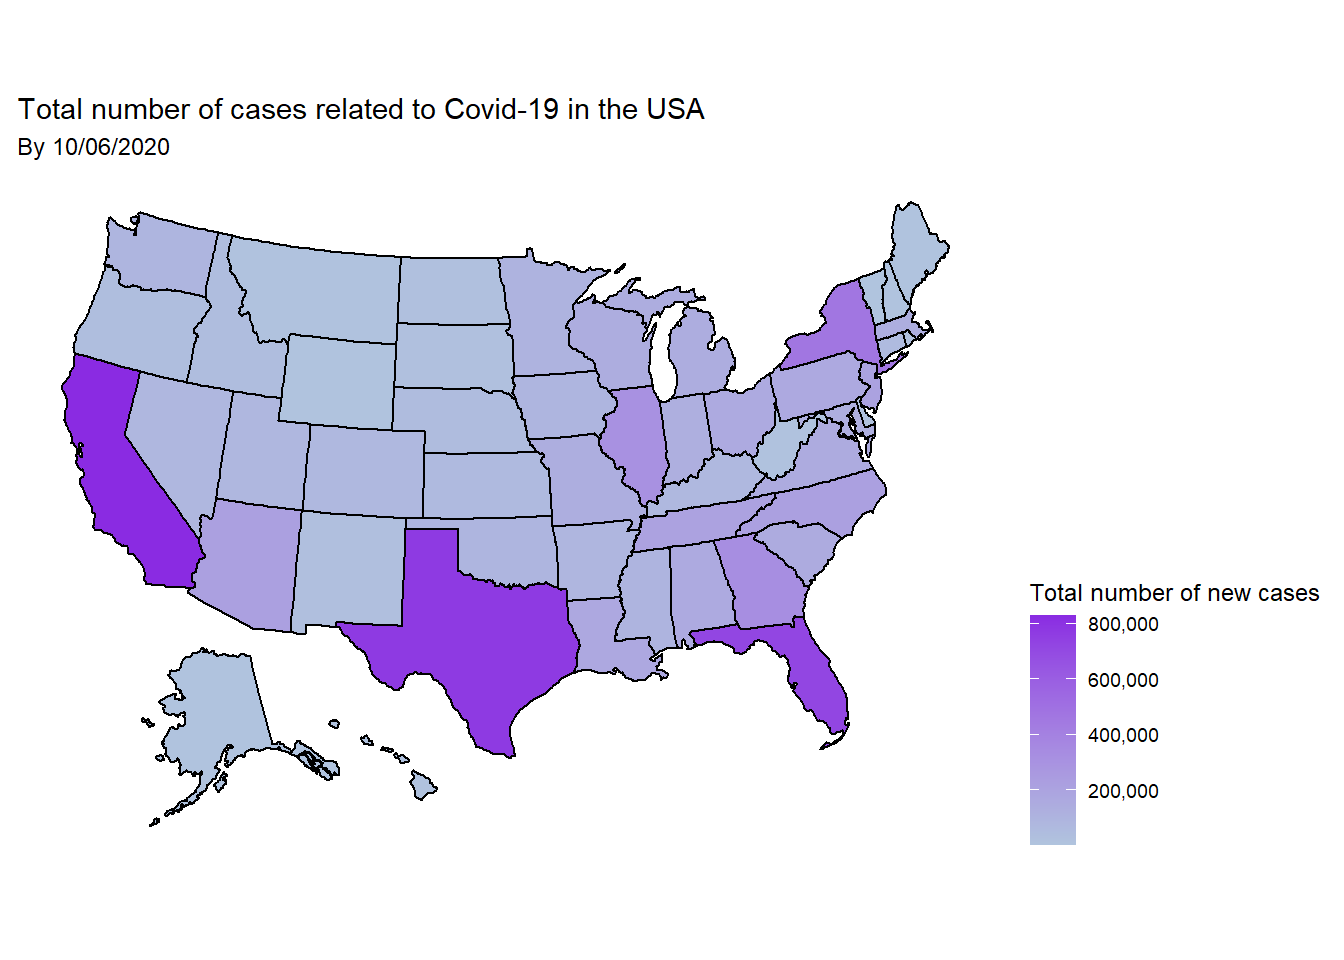 Total number of cases related to Covid-19 in the USA
By 10/06/2020
Total number of new cases
800,000
600,000
400,000
200,000